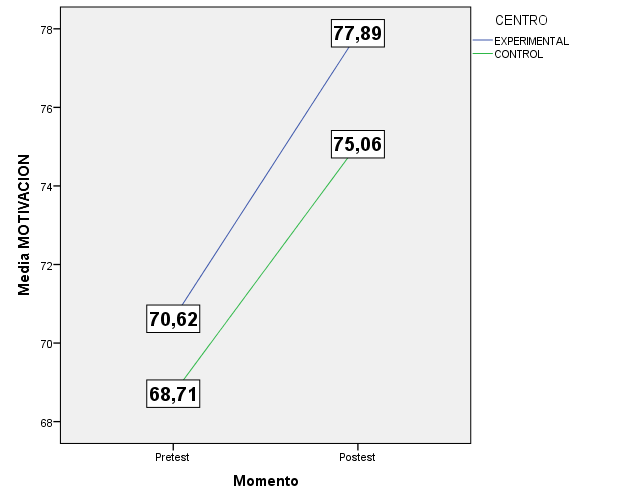 CENTRO
EXPERIMENTAL
CONTROL
Media MOTIVACION
78
76
74
72
70
68
77,89
75,06
70,62
68,71
Pretest
Postest
Momento